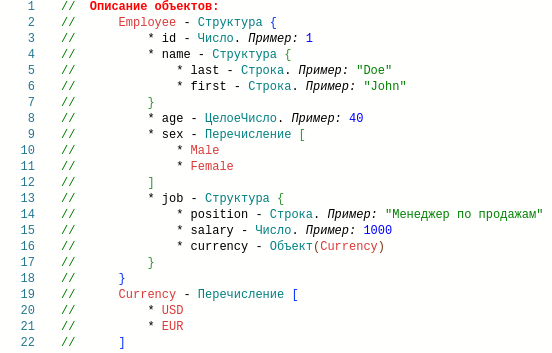 1 // Описание объектов:
2 // Employee - Структура {
3 // * id - Число. Пример: 1
4 // * name - Структура {
5 // * last - Строка. Пример: "Doe"
6 // * first - Строка. Пример: "John"
7 // }
8 // * age - ЦелоеЧисло. Пример: 40
9 // * sex - Перечисление [
10 // * Male
11 // * Female
12 // ]
13 // * job - Структура {
14 // * position - Строка. Пример: "Менеджер по продажам"
15 // * salary - Число. Пример: 1000
16 // * currency - Объект(Currency)
17 // }
18 // }
19 // Currency - Перечисление [
20 // * USD
21 // * EUR
22 // ]